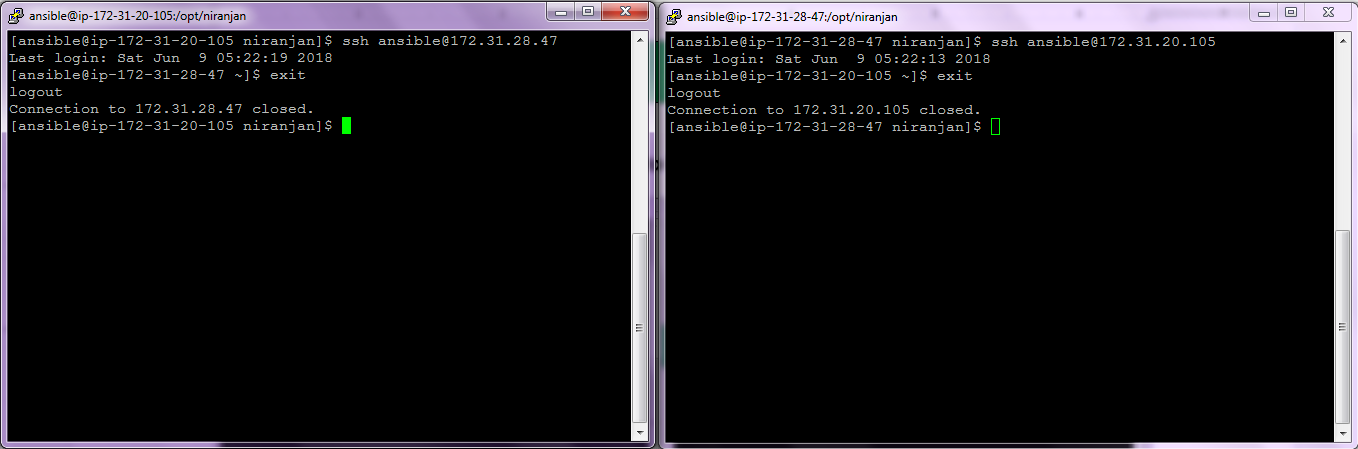 ansible@ip-172-31-20-105:/opt/niranjan
[ansible@ip-172-31-20-105 niranjan]$ ssh ansible@172.31.28.47
Last login: Sat Jun  9 05:22:19 2018
[ansible@ip-172-31-28-47 ~]$ exit
logout
Connection to 172.31.28.47 closed.
[ansible@ip-172-31-20-105 niranjan]$
ansible@ip-172-31-28-47:/opt/niranjan
[ansible@ip-172-31-28-47 niranjan]$ ssh ansible@172.31.20.105
Last login: Sat Jun  9 05:22:13 2018
[ansible@ip-172-31-20-105 ~]$ exit
logout
Connection to 172.31.20.105 closed.
[ansible@ip-172-31-28-47 niranjan]$